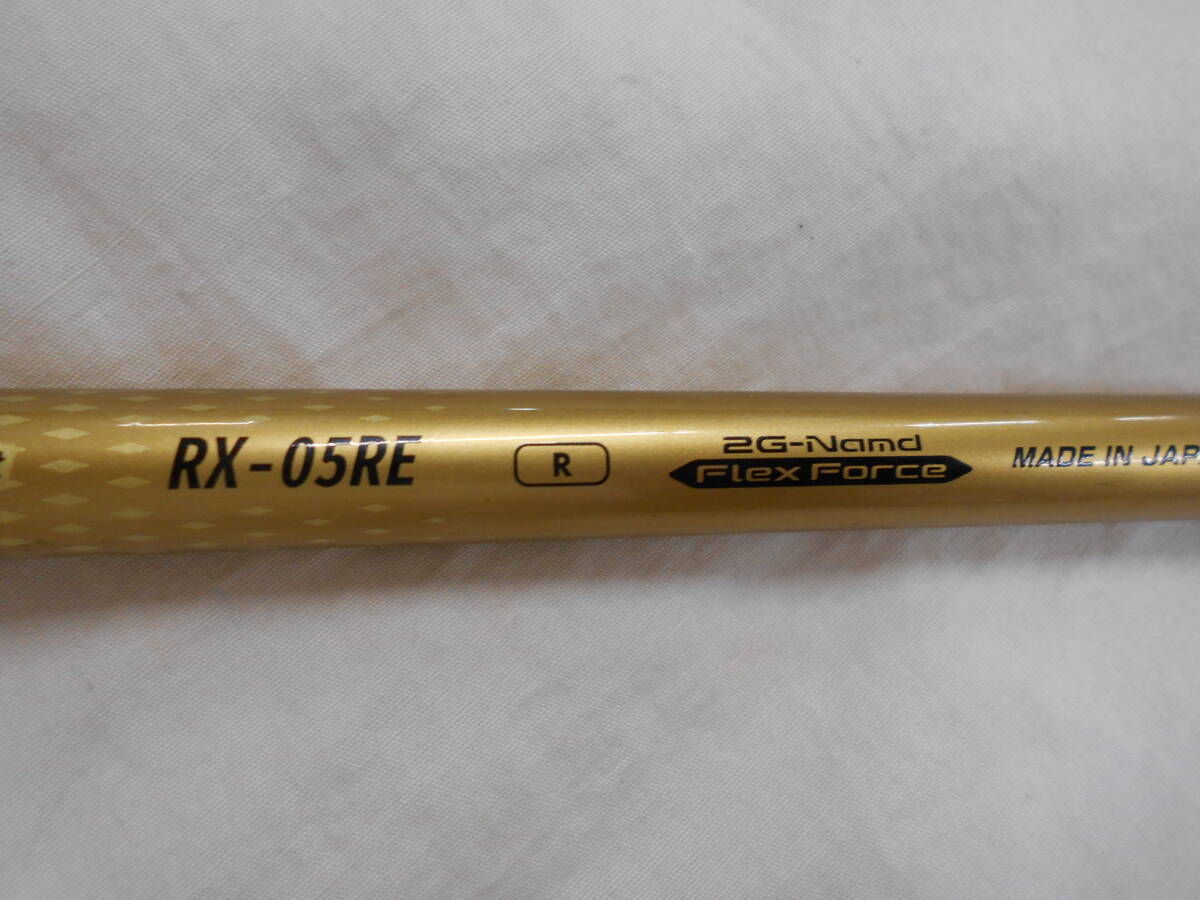 RX-05RE
R
2G-Namd
Flex Force
MADE IN JAP